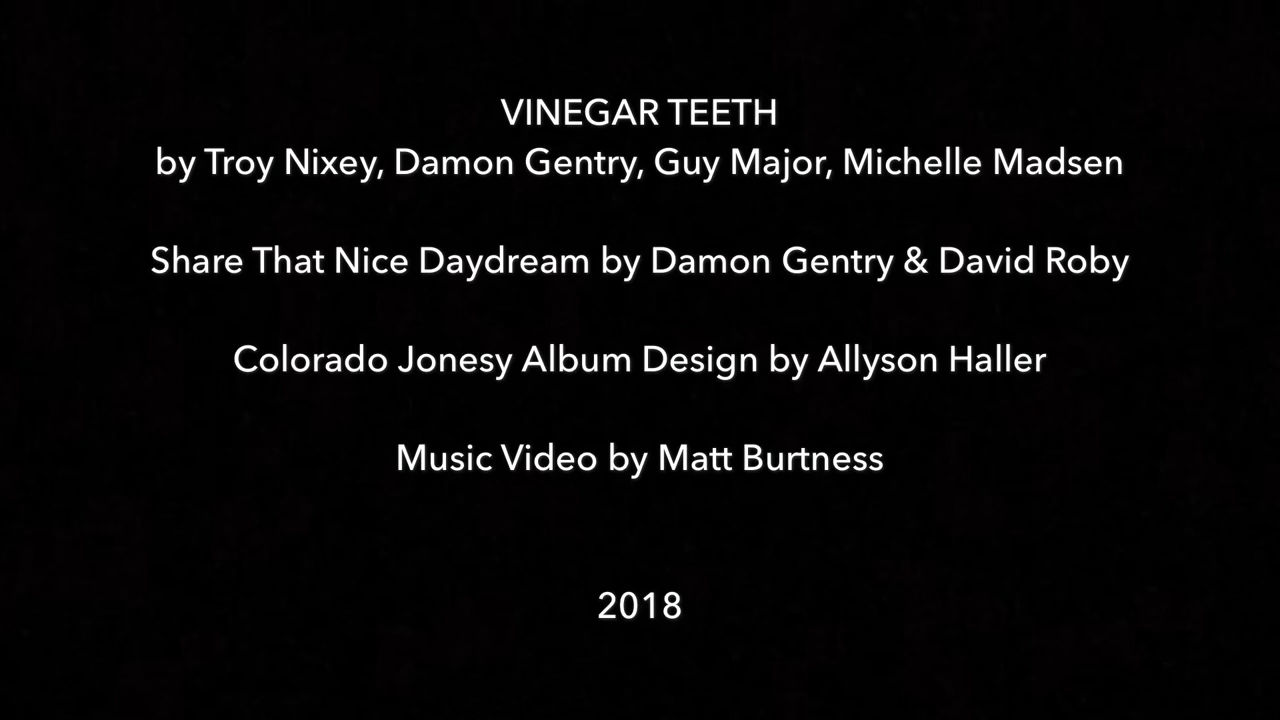 VINEGAR TEETH
by Troy Nixey, Damon Gentry, Guy Major, Michelle Madsen
Share That Nice Daydream by Damon Gentry & David Roby
Colorado Jonesy Album Design by Allyson Haller
Music Video by Matt Burtness
2018